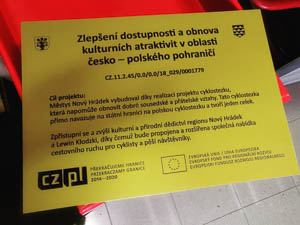 Zlepšení dostupnosti a obnova
kulturních atraktivit v oblasti
česko – polského pohraničí
CZ.11.2.45/0.0/0.0/18_029/0001779
Cíl projektu:
Městys Nový Hrádek vybudoval díky realizaci projektu cyklostezku,
která napomůže obnovit dobré sousedské a přátelské vztahy. Tato cyklostezka
přímo navazuje na státní hranici na polskou cyklostezku a tvoří jeden celek.
Zpřístupní se a zvýší kulturní a přírodní dědictví regionu Nový Hrádek
a Lewin Kłodzki, díky čemuž bude propojena a rozšířena společná nabídka
cestovního ruchu pro cyklisty a pěší návštěvníky.
cz pl
PŘEKRAČUJEME HRANICE
PRZEKRACZAMY GRANICE
2014—2020
EVROPSKÁ UNIE / UNIA EUROPEJSKA
EVROPSKÝ FOND PRO REGIONÁLNÍ ROZVOJ
EUROPEJSKI FUNDUSZ ROZWOJU REGIONALNEGO